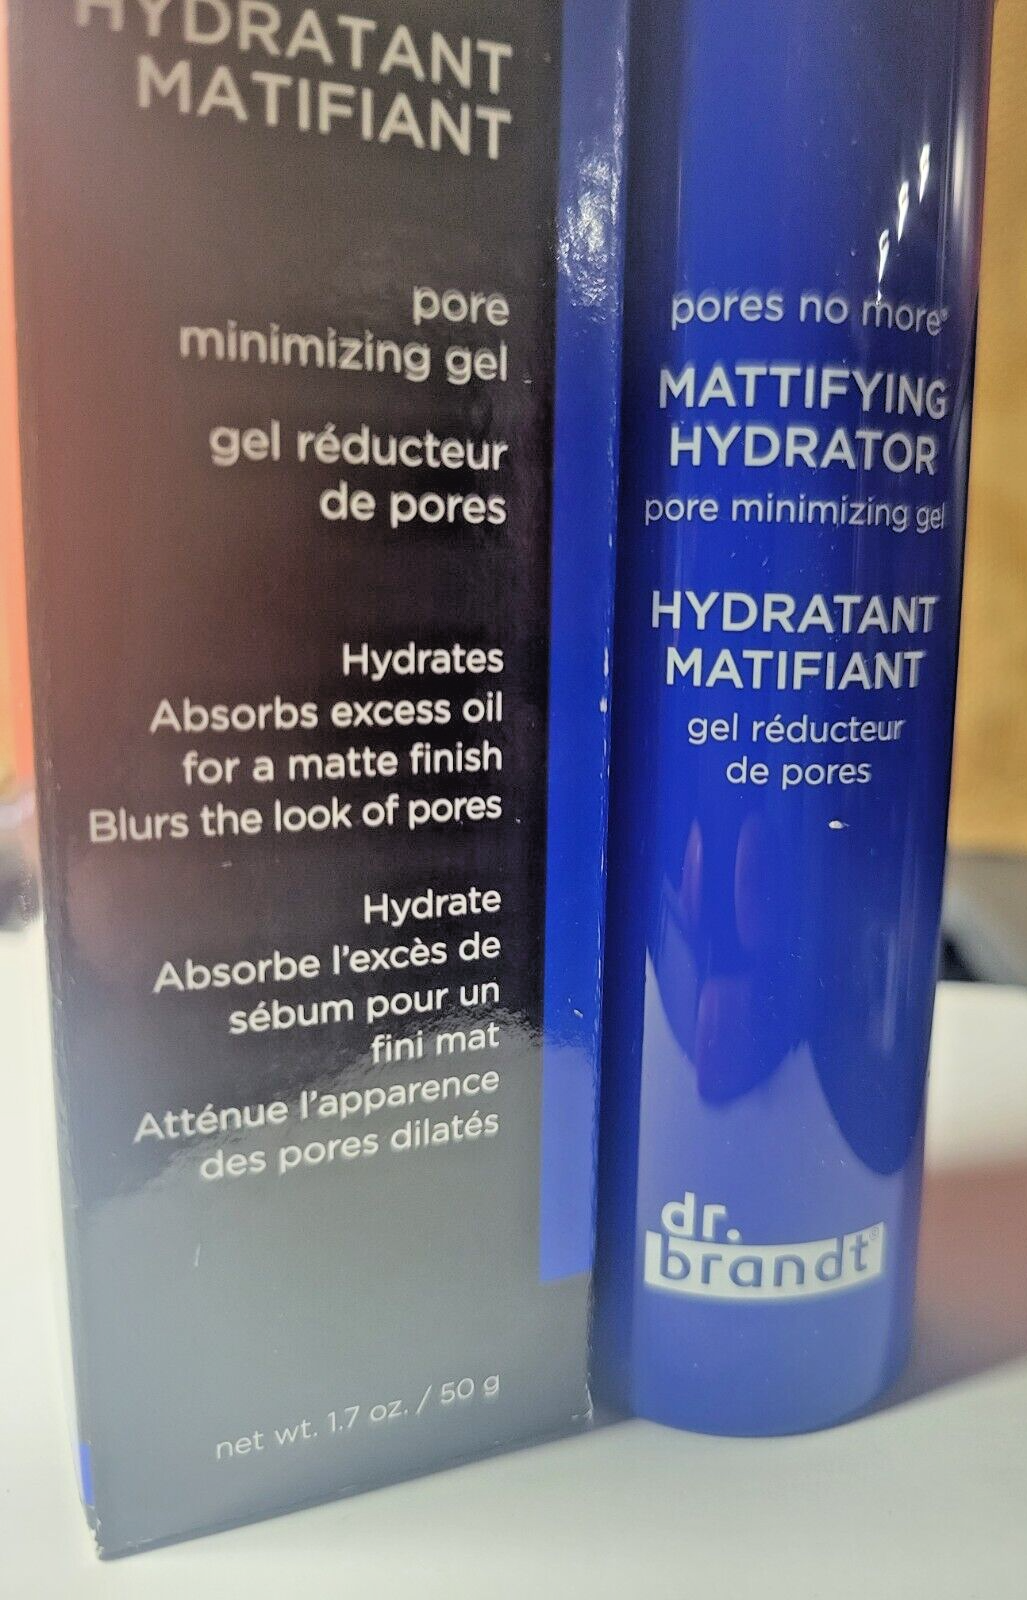 HYDRATANT
MATIFIANT
pore
minimizing gel
gel réducteur
de pores
Hydrates
Absorbs excess oil
for a matte finish
Blurs the look of pores
Hydrate
Absorbe l'excès de
sébum pour un
fini mat
Atténue l'apparence
des pores dilatés
net wt. 1.7 oz. / 50 g
pores no more®
MATTIFYING
HYDRATOR
pore minimizing gel
HYDRATANT
MATIFIANT
gel réducteur
de pores
dr.
brandt®